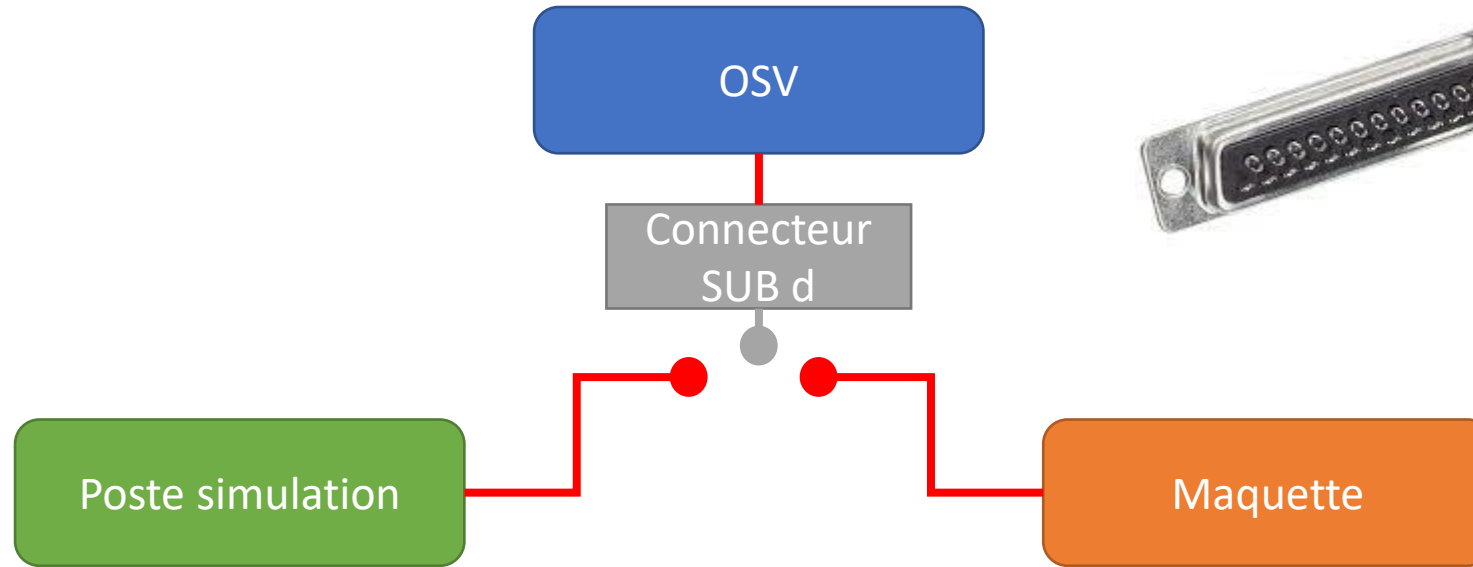 OSV
Connecteur
SUB d
Poste simulation
Maquette